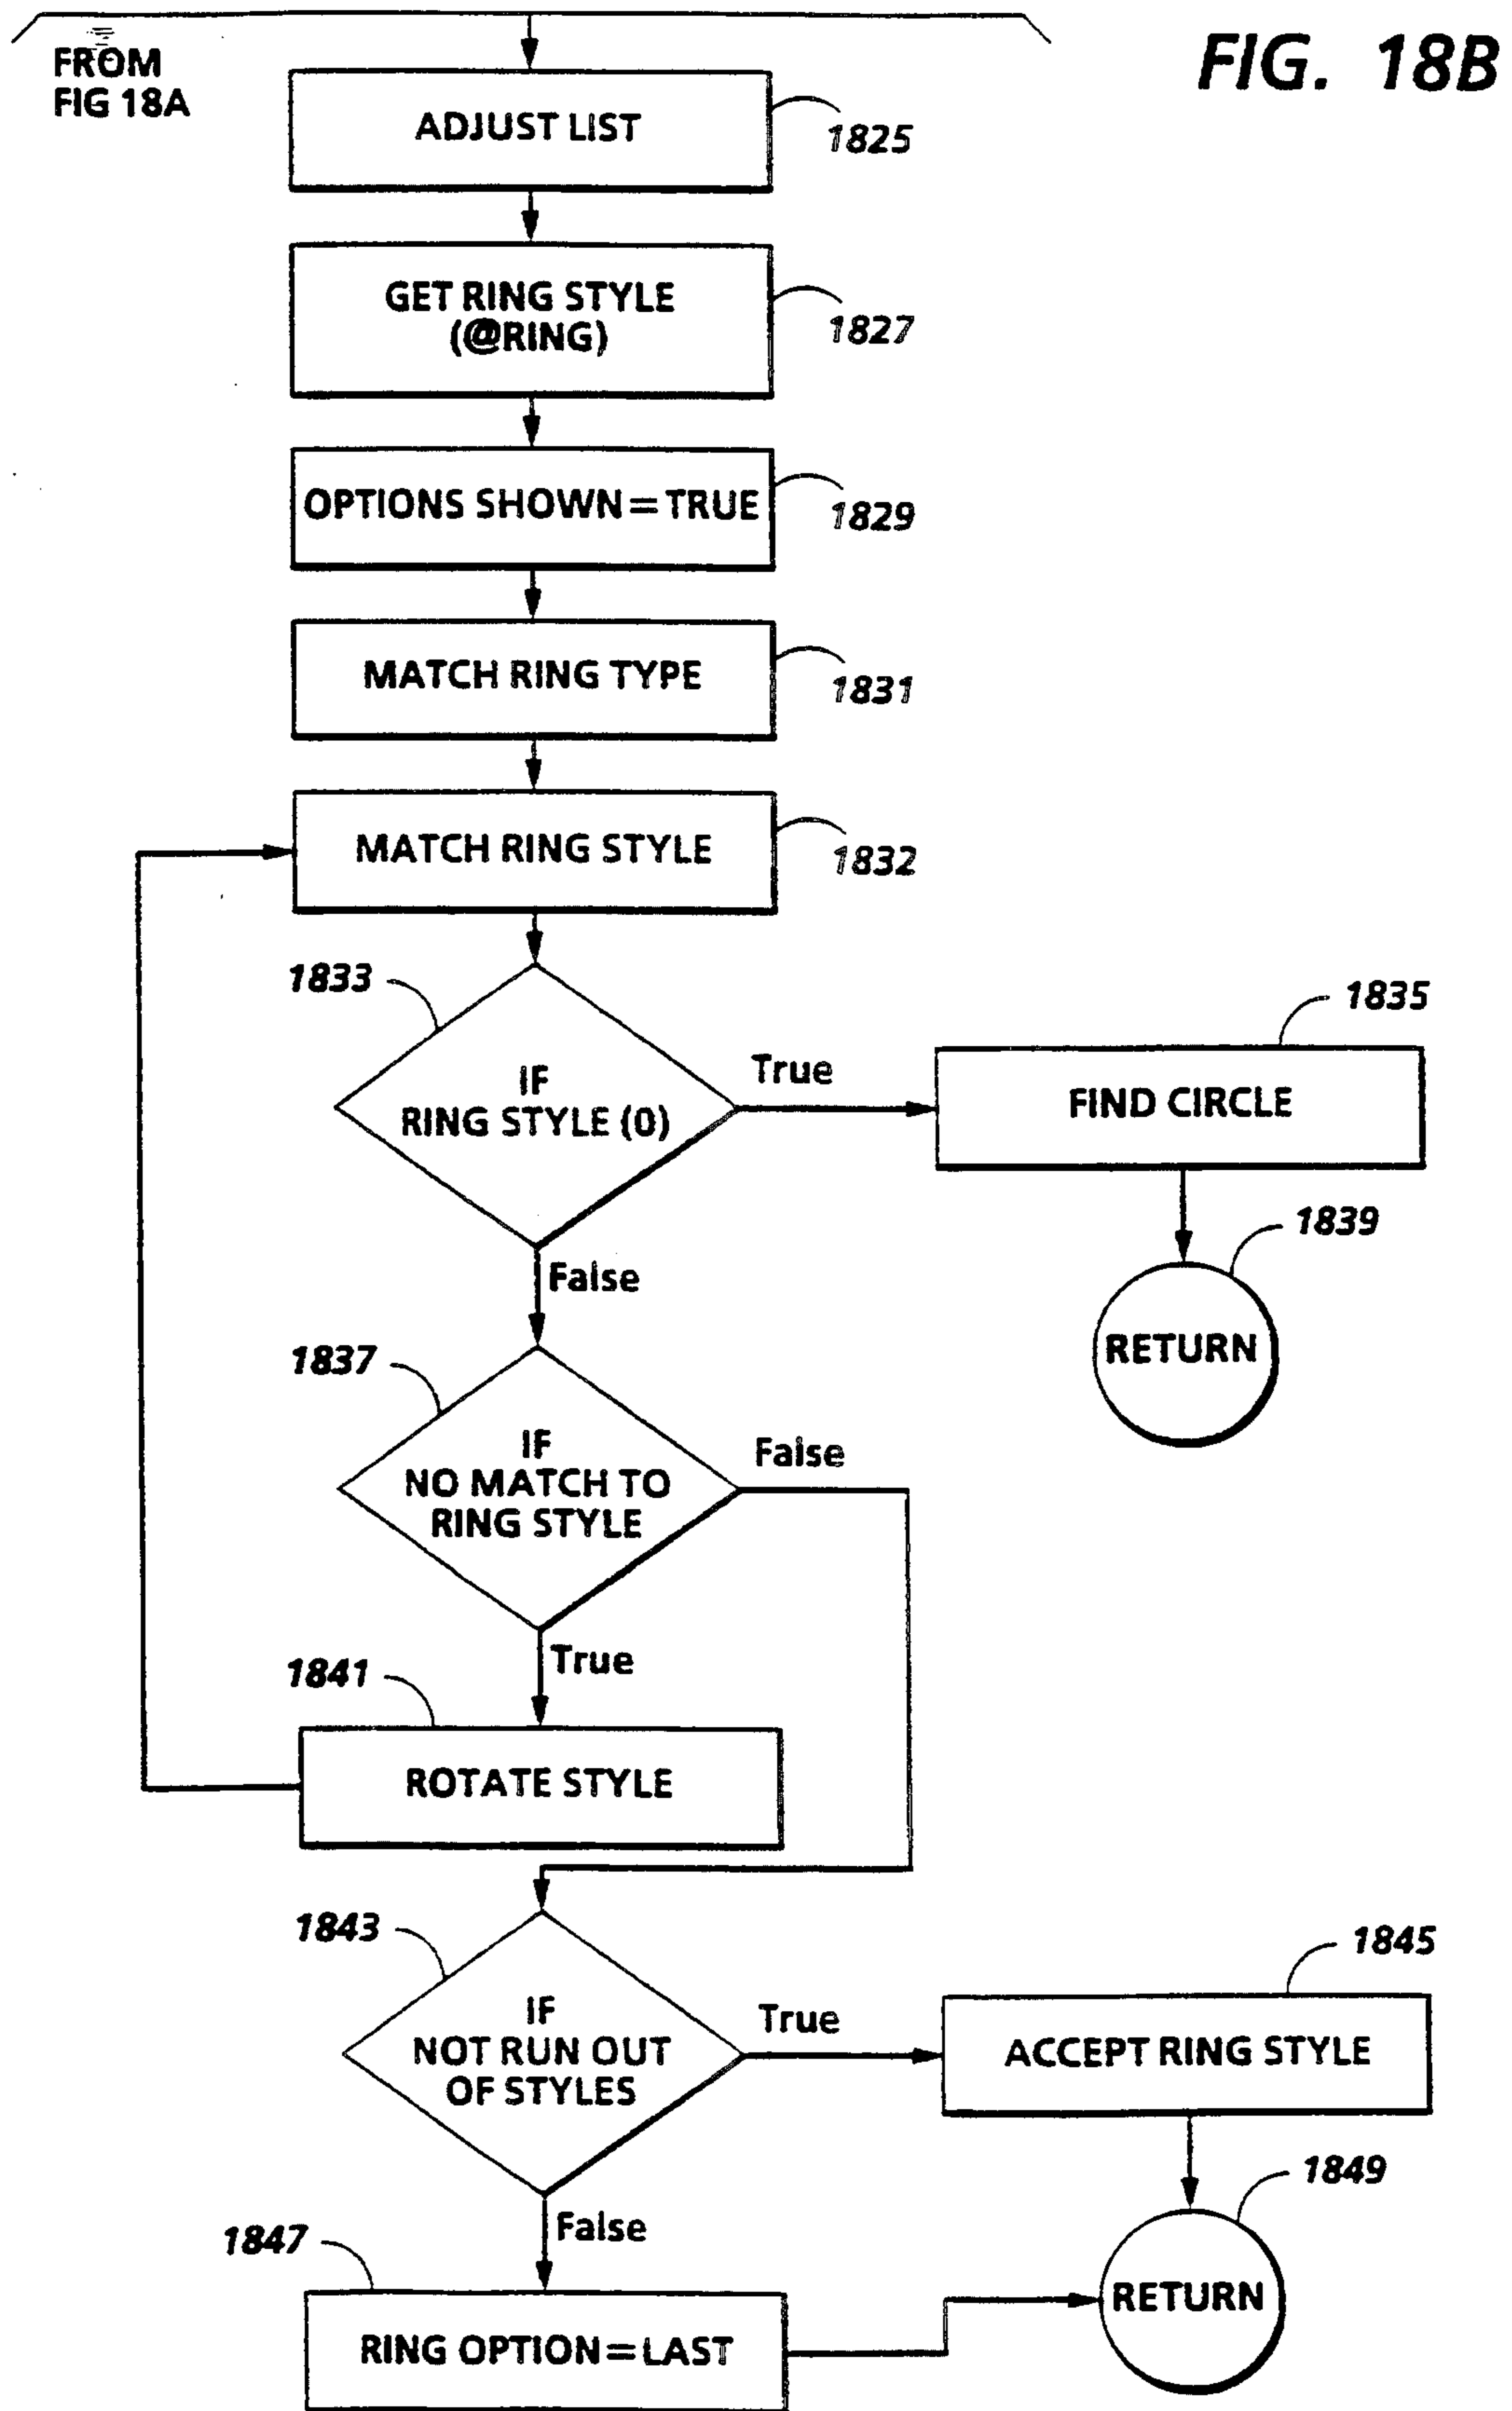 FROM
FIG 18A
FIG. 18B
ADJUST LIST
1825
GET RING STYLE
(@RING)
1827
OPTIONS SHOWN=TRUE
1829
MATCH RING TYPE
1831
MATCH RING STYLE
1832
1833
IF
RING STYLE (0)
True
1835
FIND CIRCLE
1839
RETURN
False
1837
IF
NO MATCH TO
RING STYLE
False
True
1841
ROTATE STYLE
1843
IF
NOT RUN OUT
OF STYLES
True
1845
ACCEPT RING STYLE
1849
RETURN
False
1847
RING OPTION=LAST